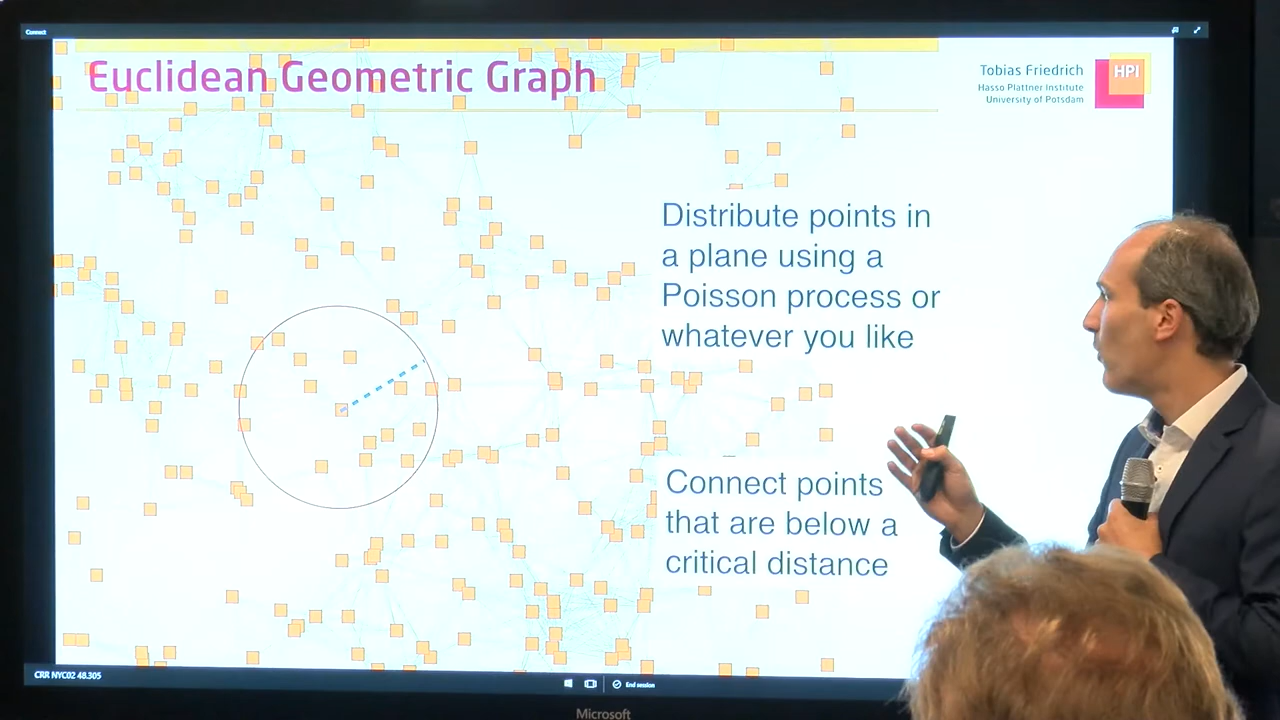 Connect
Euclidean Geometric Graph
Tobias Friedrich
Hasso Plattner Institute
University of Potsdam
HPI
Distribute points in
a plane using a
Poisson process or
whatever you like
Connect points
that are below a
critical distance
CRR NYC02 48.305
End session
Microsoft